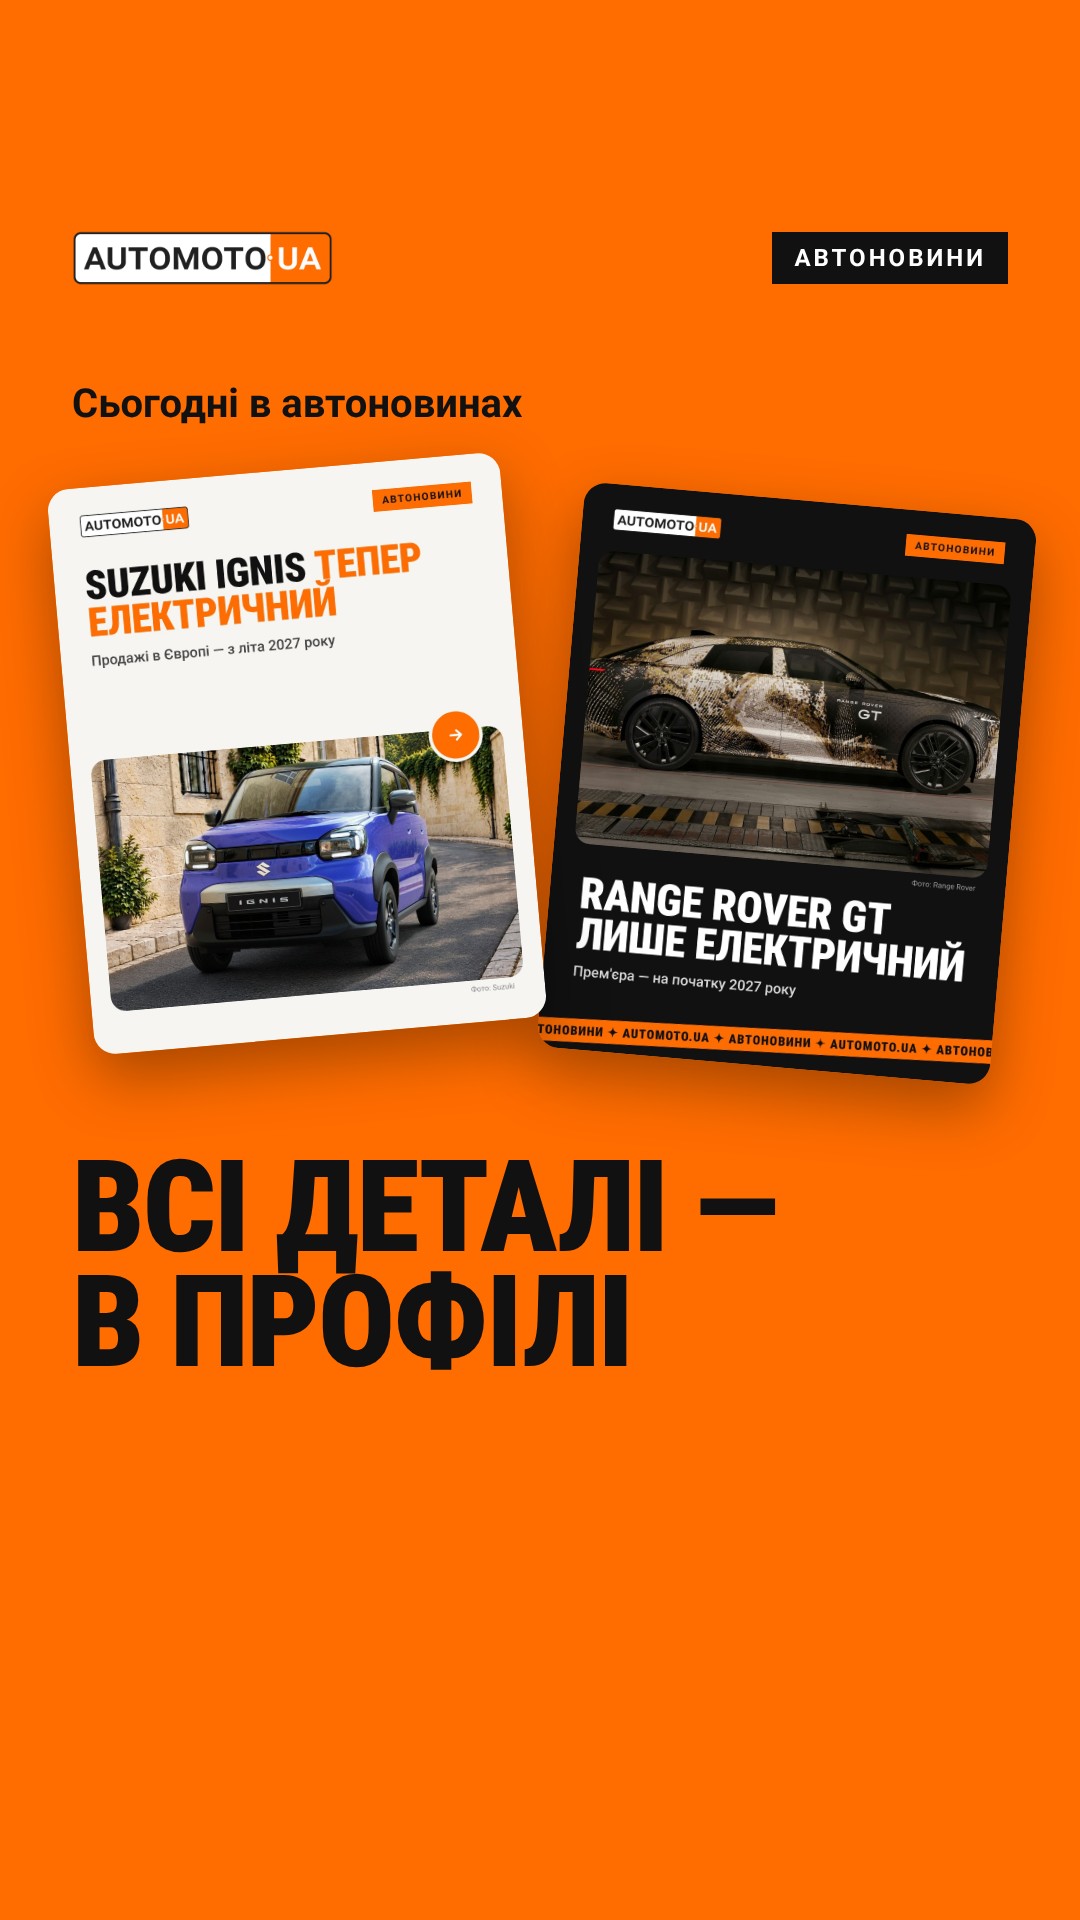 AUTOMOTO UA
АВТОНОВИНИ
Сьогодні в автоновинах
AUTOMOTO UA
АВТОНОВИНИ
SUZUKI IGNIS ТЕПЕР
ЕЛЕКТРИЧНИЙ
Продажі в Європі — з літа 2027 року
IGNIS
Фото: Suzuki
AUTOMOTO UA
АВТОНОВИНИ
RANGE ROVER
GT
Фото: Range Rover
RANGE ROVER GT
ЛИШЕ ЕЛЕКТРИЧНИЙ
Прем'єра — на початку 2027 року
ТОНОВИНИ ✦ AUTOMOTO.UA ✦ АВТОНОВИНИ ✦ AUTOMOTO.UA ✦ АВТОНОВ
ВСІ ДЕТАЛІ —
В ПРОФІЛІ